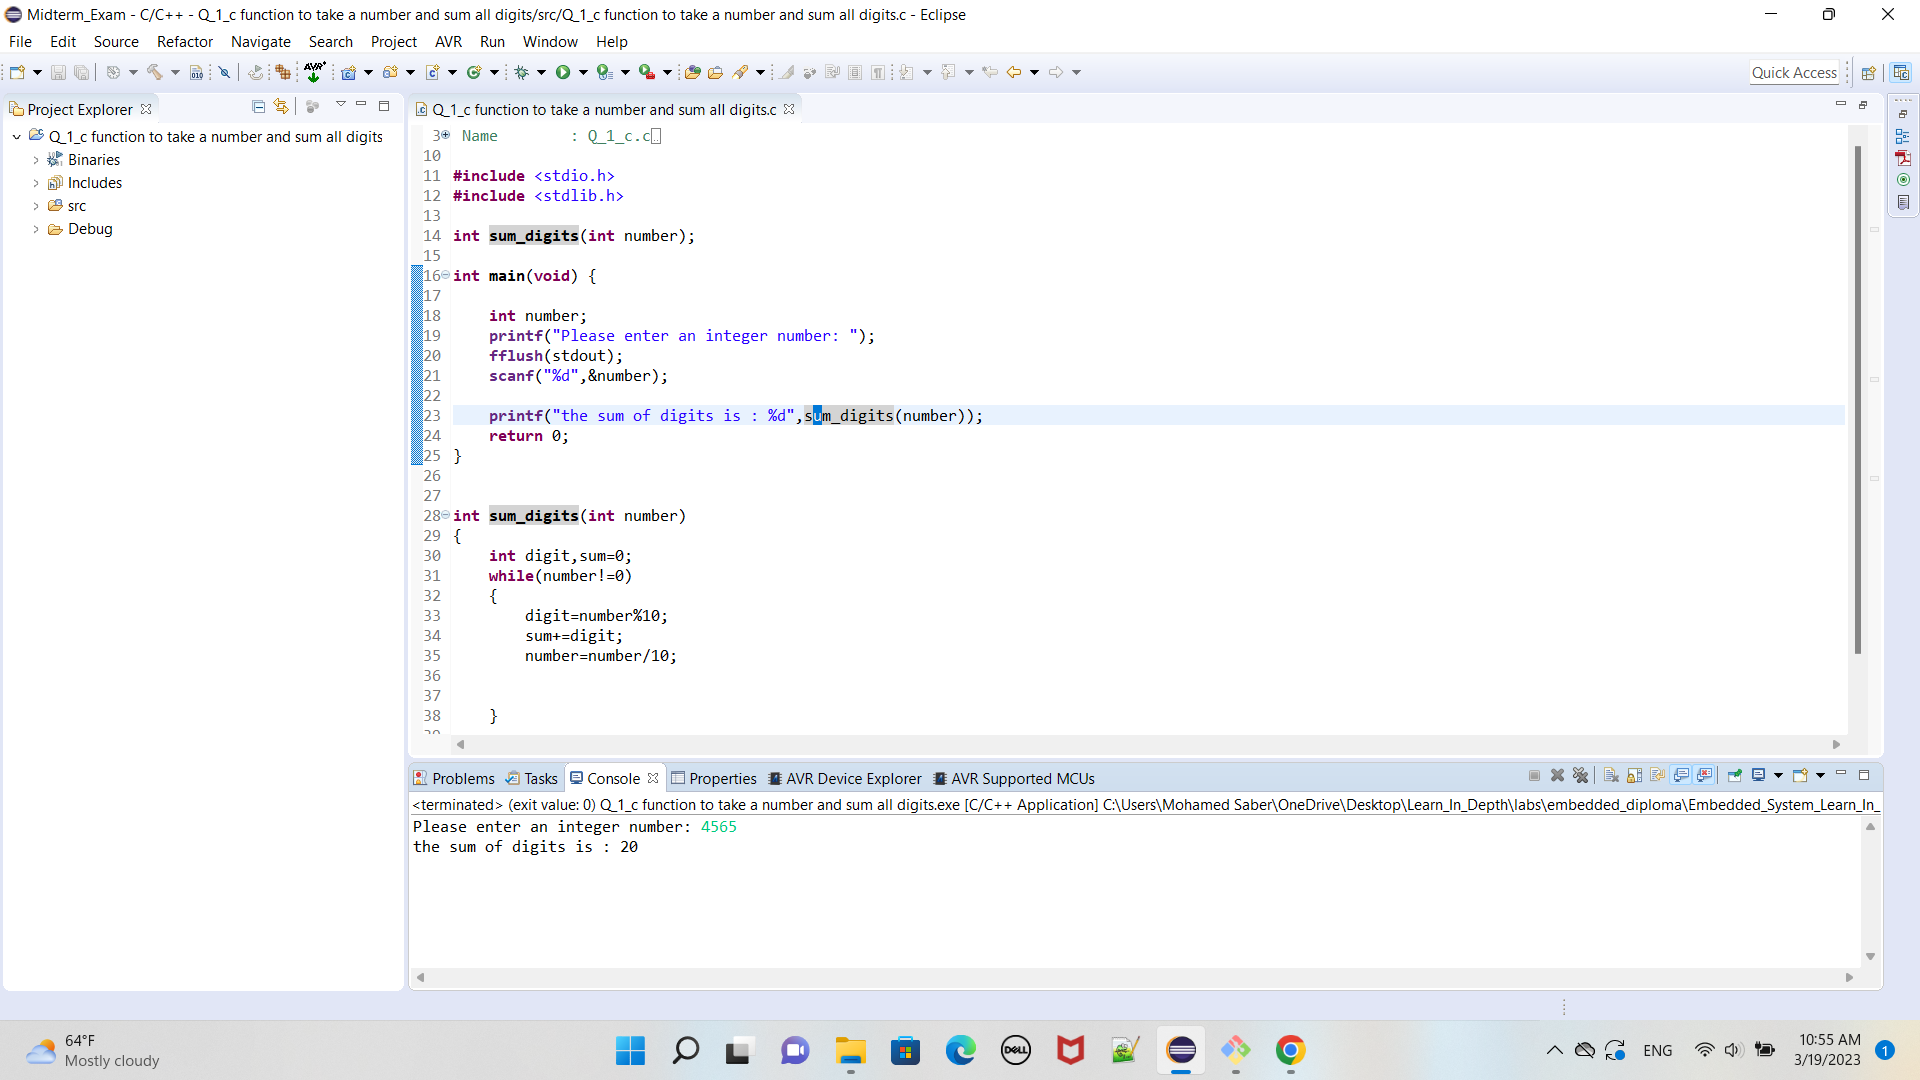 Midterm_Exam - C/C++ - Q_1_c function to take a number and sum all digits/src/Q_1_c function to take a number and sum all digits.c - Eclipse
File Edit Source Refactor Navigate Search Project AVR Run Window Help
Quick Access
Project Explorer
Q_1_c function to take a number and sum all digits
Binaries
Includes
src
Debug
Q_1_c function to take a number and sum all digits.c
3 Name : Q_1_c.c
10
11 #include <stdio.h>
12 #include <stdlib.h>
13
14 int sum_digits(int number);
15
16 int main(void) {
17
18 int number;
19 printf("Please enter an integer number: ");
20 fflush(stdout);
21 scanf("%d",&number);
22
23 printf("the sum of digits is : %d",sum_digits(number));
24 return 0;
25 }
26
27
28 int sum_digits(int number)
29 {
30 int digit,sum=0;
31 while(number!=0)
32 {
33 digit=number%10;
34 sum+=digit;
35 number=number/10;
36
37
38 }
Problems Tasks Console Properties AVR Device Explorer AVR Supported MCUs
<terminated> (exit value: 0) Q_1_c function to take a number and sum all digits.exe [C/C++ Application] C:\Users\Mohamed Saber\OneDrive\Desktop\Learn_In_Depth\labs\embedded_diploma\Embedded_System_Learn_In_
Please enter an integer number: 4565
the sum of digits is : 20
64°F
Mostly cloudy
DELL
ENG
10:55 AM
3/19/2023
1